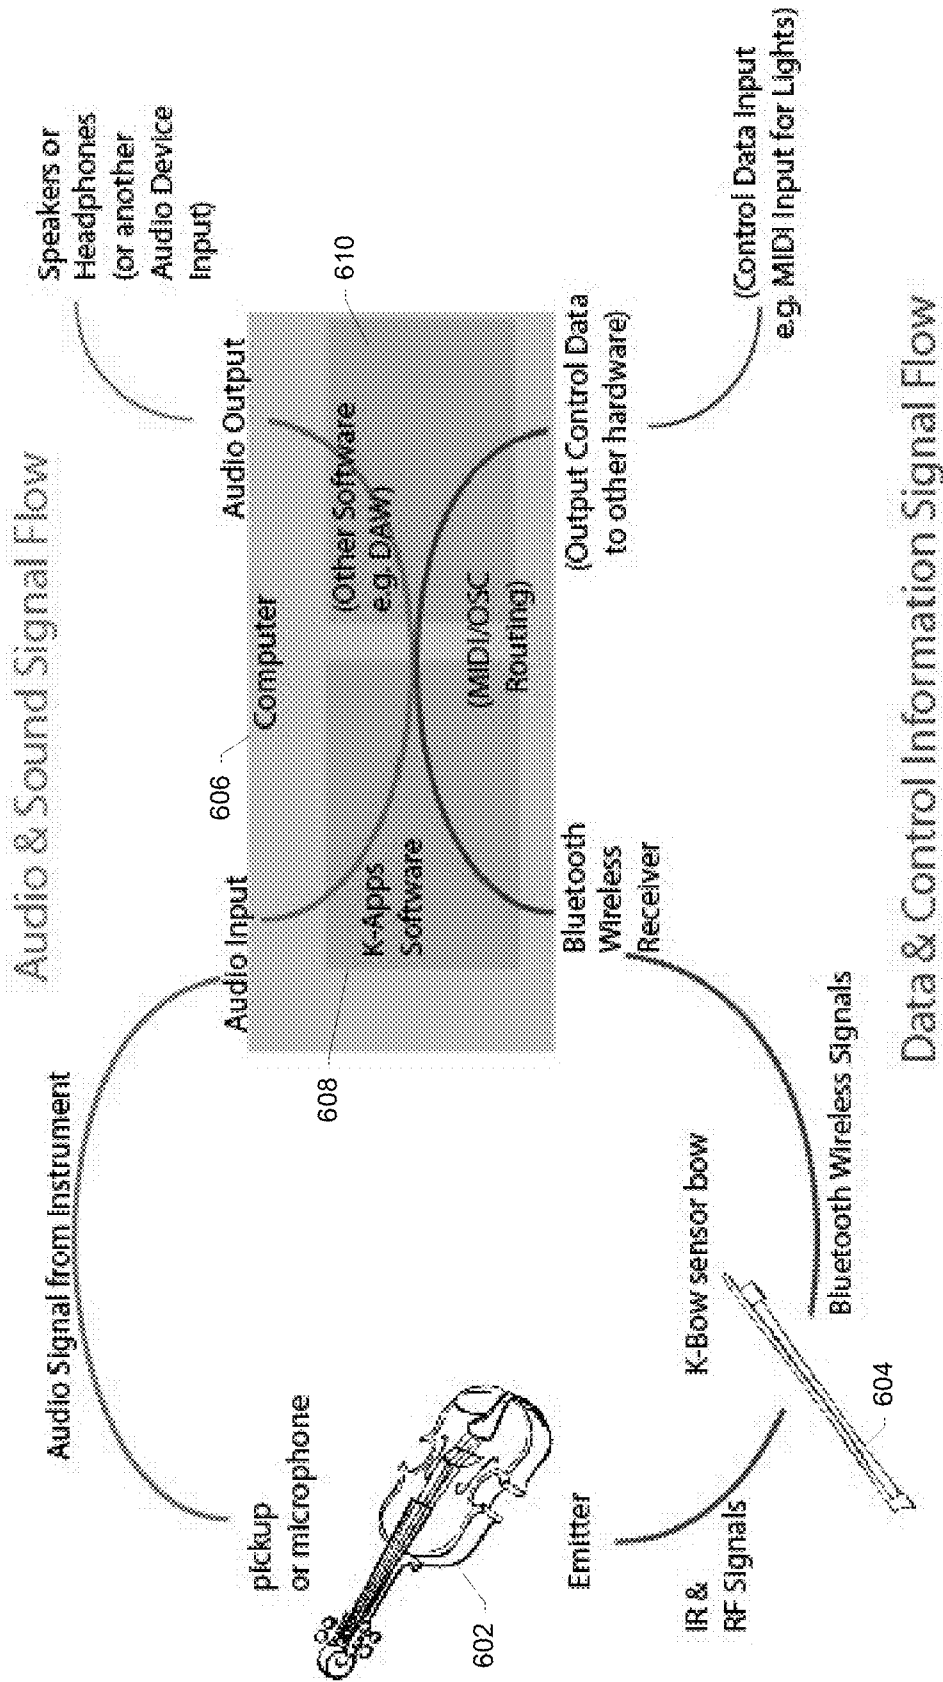 Audio & Sound Signal Flow
Audio Signal from Instrument
Speakers or
Headphones
(or another
Audio Device
Input)
pickup
or microphone
Audio Input
606
Computer
Audio Output
610
608
K-Apps
Software
(Other Software
e.g. DAW)
(MIDI/OSC
Routing)
602
Emitter
Bluetooth
Wireless
Receiver
(Output Control Data
to other hardware)
IR &
RF Signals
K-Bow sensor bow
604
Bluetooth Wireless Signals
(Control Data Input
e.g. MIDI Input for Lights)
Data & Control Information Signal Flow